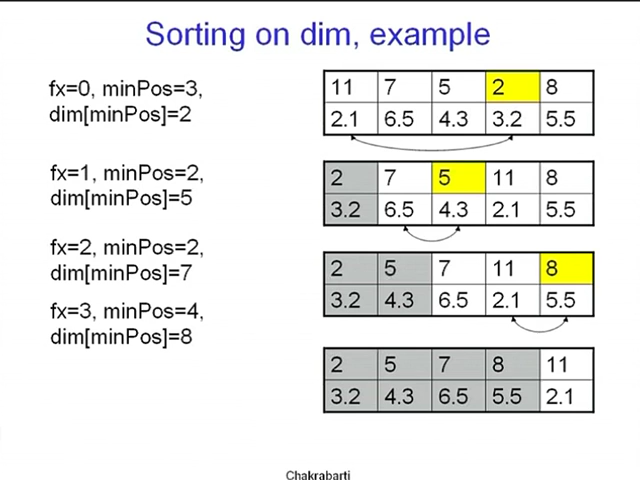 Sorting on dim, example
fx=0, minPos=3,
dim[minPos]=2
11 7 5 2 8
2.1 6.5 4.3 3.2 5.5
fx=1, minPos=2,
dim[minPos]=5
2 7 5 11 8
3.2 6.5 4.3 2.1 5.5
fx=2, minPos=2,
dim[minPos]=7
2 5 7 11 8
3.2 4.3 6.5 2.1 5.5
fx=3, minPos=4,
dim[minPos]=8
2 5 7 8 11
3.2 4.3 6.5 5.5 2.1
Chakrabarti